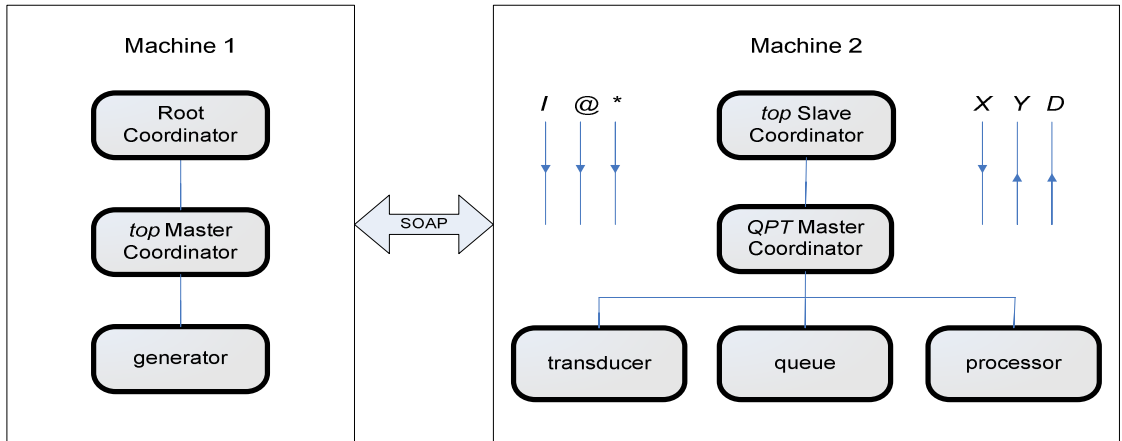 Machine 1
Root
Coordinator
top Master
Coordinator
generator
SOAP
Machine 2
I @ *
top Slave
Coordinator
X Y D
QPT Master
Coordinator
transducer
queue
processor